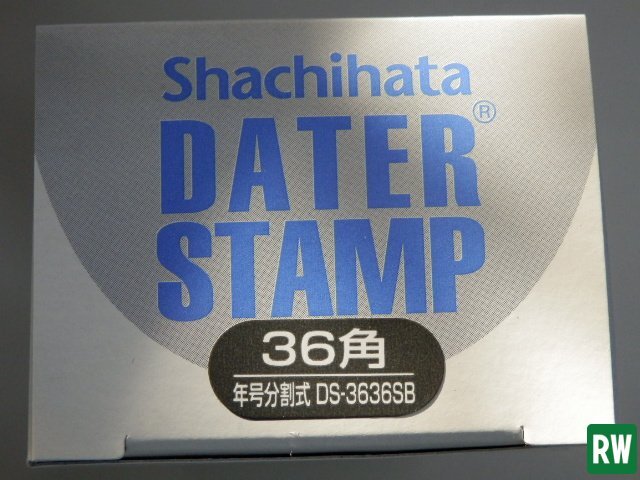 Shachihata
DATER®
STAMP
36角
年号分割式 DS-3636SB
RW